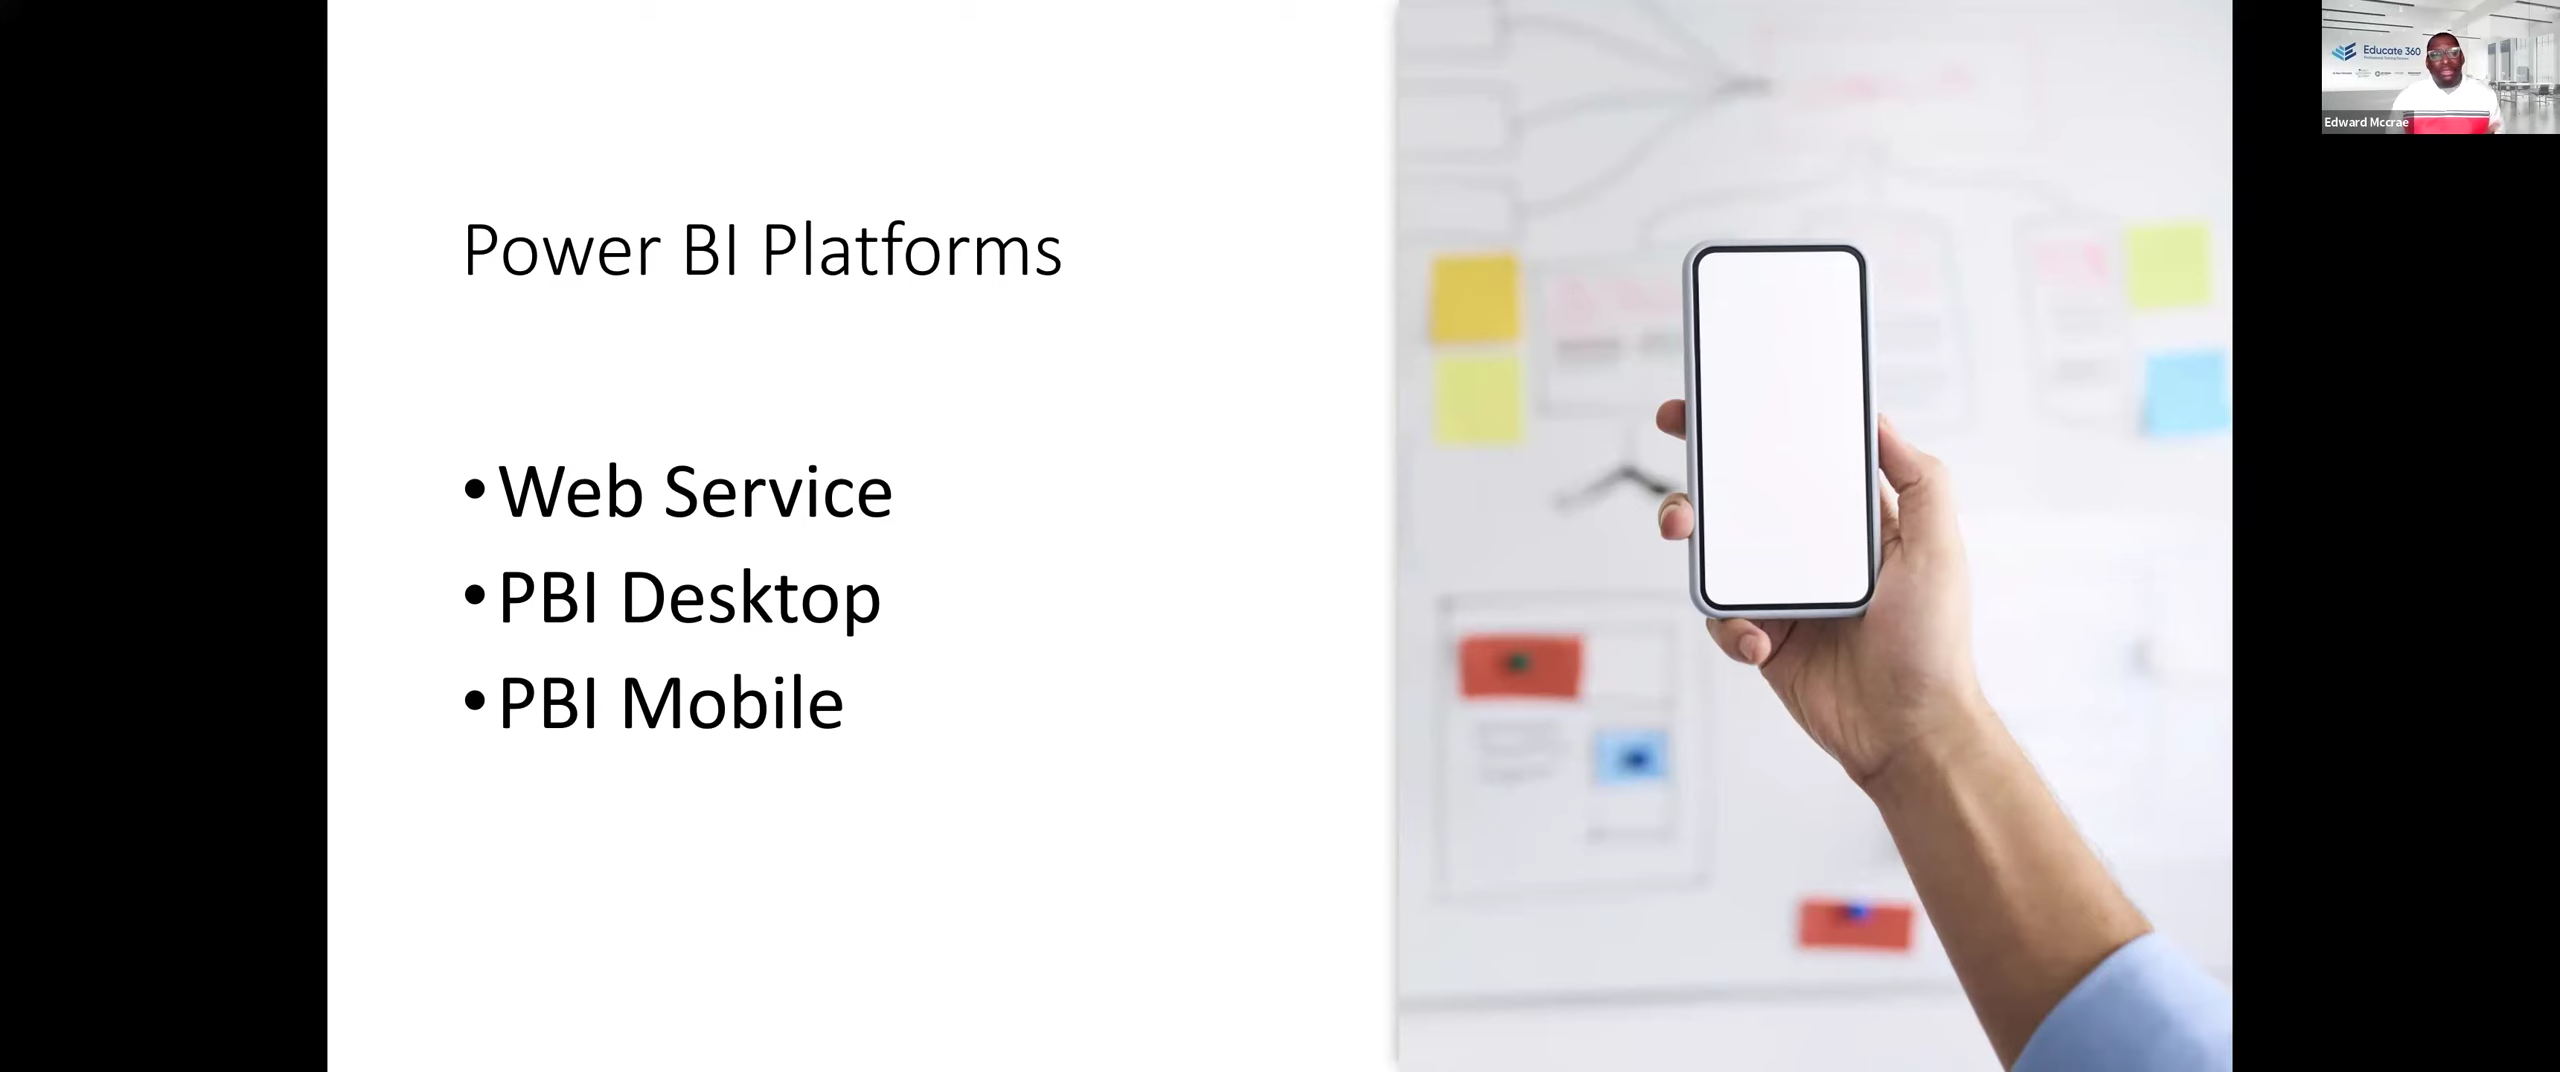 Power BI Platforms
• Web Service
• PBI Desktop
• PBI Mobile
Educate 360
Edward Mccrae